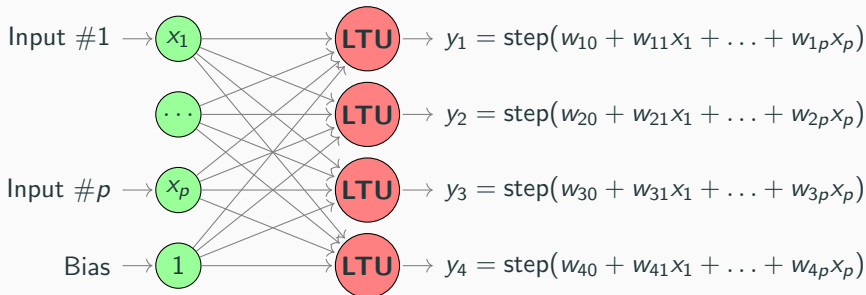 Input #1 x₁ LTU y₁ = step(w₁₀ + w₁₁x₁ + . . . + w₁ₚxₚ)
... LTU y₂ = step(w₂₀ + w₂₁x₁ + . . . + w₂ₚxₚ)
Input #p xₚ LTU y₃ = step(w₃₀ + w₃₁x₁ + . . . + w₃ₚxₚ)
Bias 1 LTU y₄ = step(w₄₀ + w₄₁x₁ + . . . + w₄ₚxₚ)